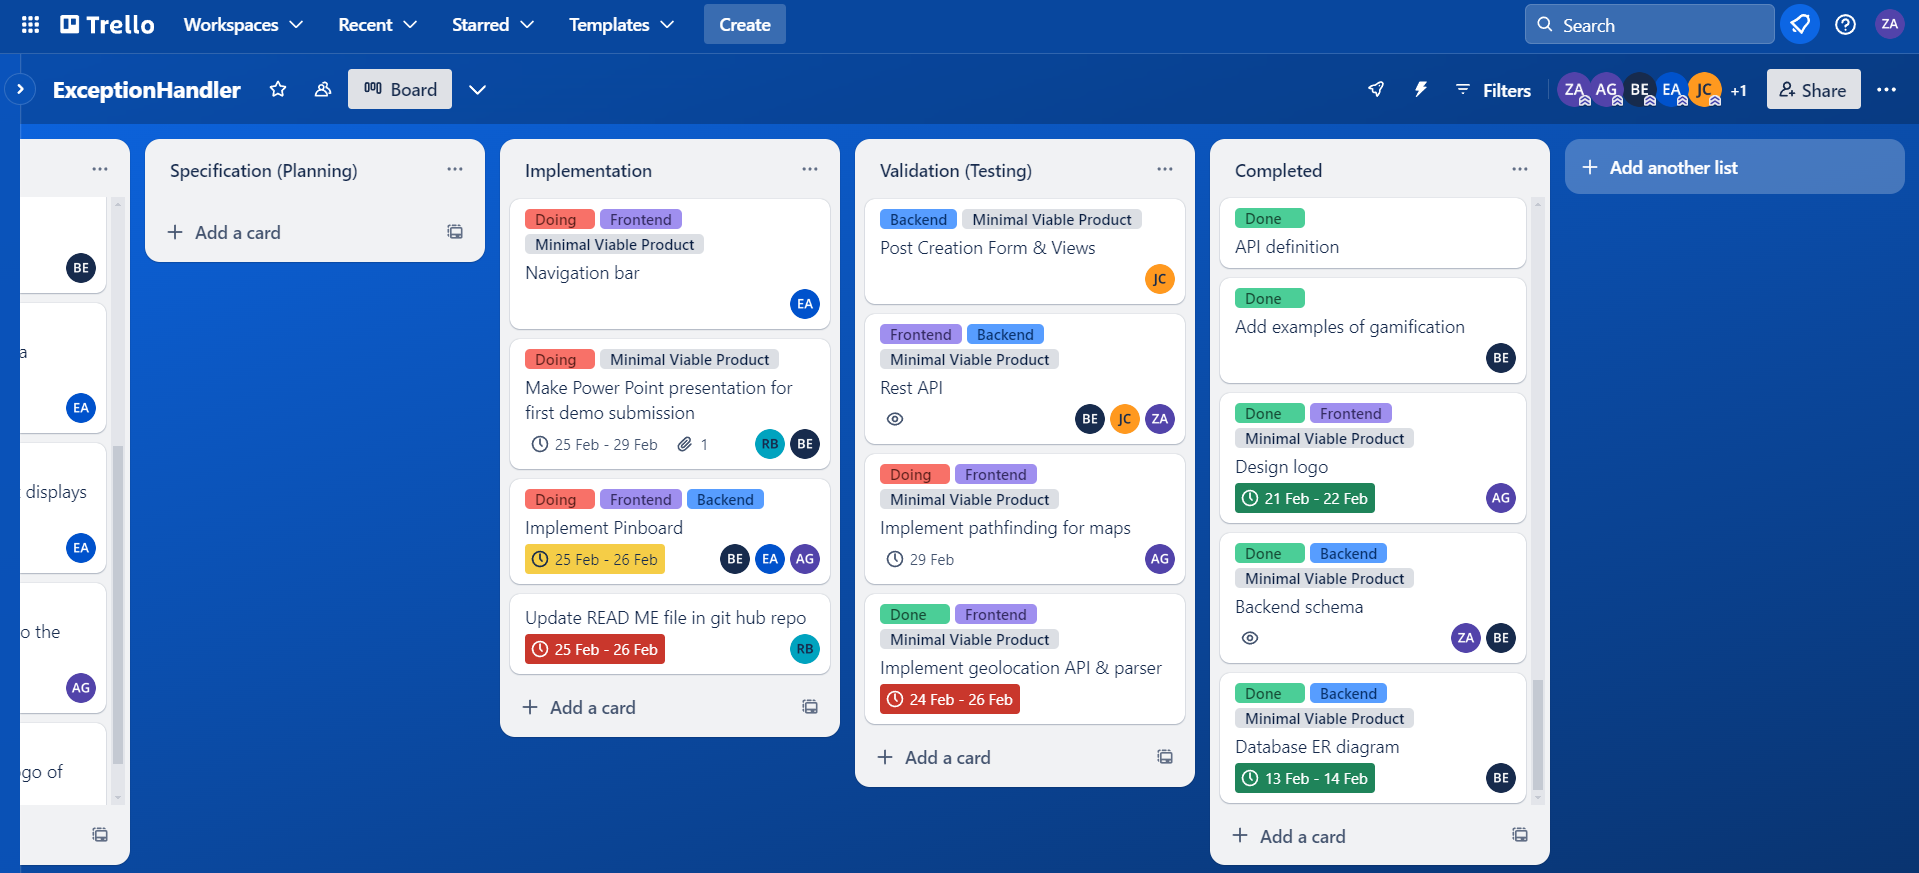 Trello
Workspaces
Recent
Starred
Templates
Create
Search
ZA
ExceptionHandler
Board
Filters
ZA AG BE EA JC +1
Share
BE
a
EA
displays
EA
o the
AG
go of
Specification (Planning)
Add a card
Implementation
Doing Frontend
Minimal Viable Product
Navigation bar
EA
Doing Minimal Viable Product
Make Power Point presentation for
first demo submission
25 Feb - 29 Feb 1 RB BE
Doing Frontend Backend
Implement Pinboard
25 Feb - 26 Feb BE EA AG
Update READ ME file in git hub repo
25 Feb - 26 Feb RB
Add a card
Validation (Testing)
Backend Minimal Viable Product
Post Creation Form & Views
JC
Frontend Backend
Minimal Viable Product
Rest API
BE JC ZA
Doing Frontend
Minimal Viable Product
Implement pathfinding for maps
29 Feb AG
Done Frontend
Minimal Viable Product
Implement geolocation API & parser
24 Feb - 26 Feb
Add a card
Completed
Done
API definition
Done
Add examples of gamification
BE
Done Frontend
Minimal Viable Product
Design logo
21 Feb - 22 Feb AG
Done Backend
Minimal Viable Product
Backend schema
ZA BE
Done Backend
Minimal Viable Product
Database ER diagram
13 Feb - 14 Feb BE
Add a card
Add another list